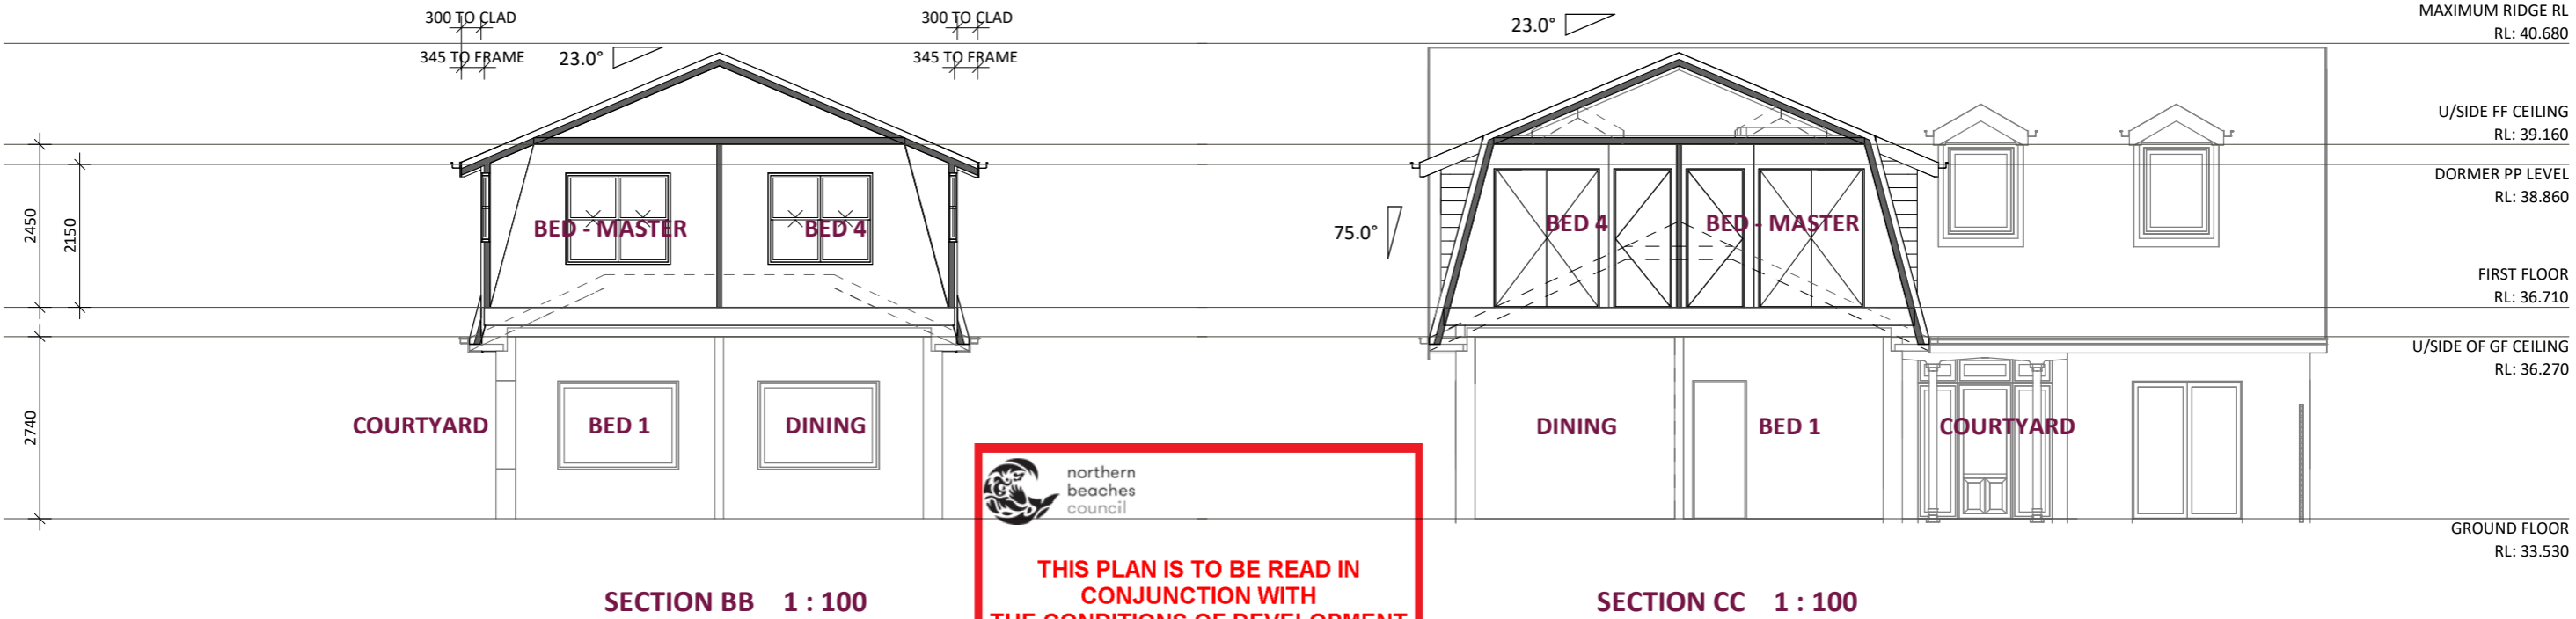 300 TO CLAD
300 TO CLAD
345 TO FRAME
345 TO FRAME
23.0°
23.0°
MAXIMUM RIDGE RL
RL: 40.680
U/SIDE FF CEILING
RL: 39.160
DORMER PP LEVEL
RL: 38.860
FIRST FLOOR
RL: 36.710
U/SIDE OF GF CEILING
RL: 36.270
GROUND FLOOR
RL: 33.530
2450
2150
2740
75.0°
BED - MASTER
BED 4
BED 4
BED - MASTER
COURTYARD
BED 1
DINING
DINING
BED 1
COURTYARD
northern
beaches
council
THIS PLAN IS TO BE READ IN
CONJUNCTION WITH
THE CONDITIONS OF DEVELOPMENT
SECTION BB 1 : 100
SECTION CC 1 : 100